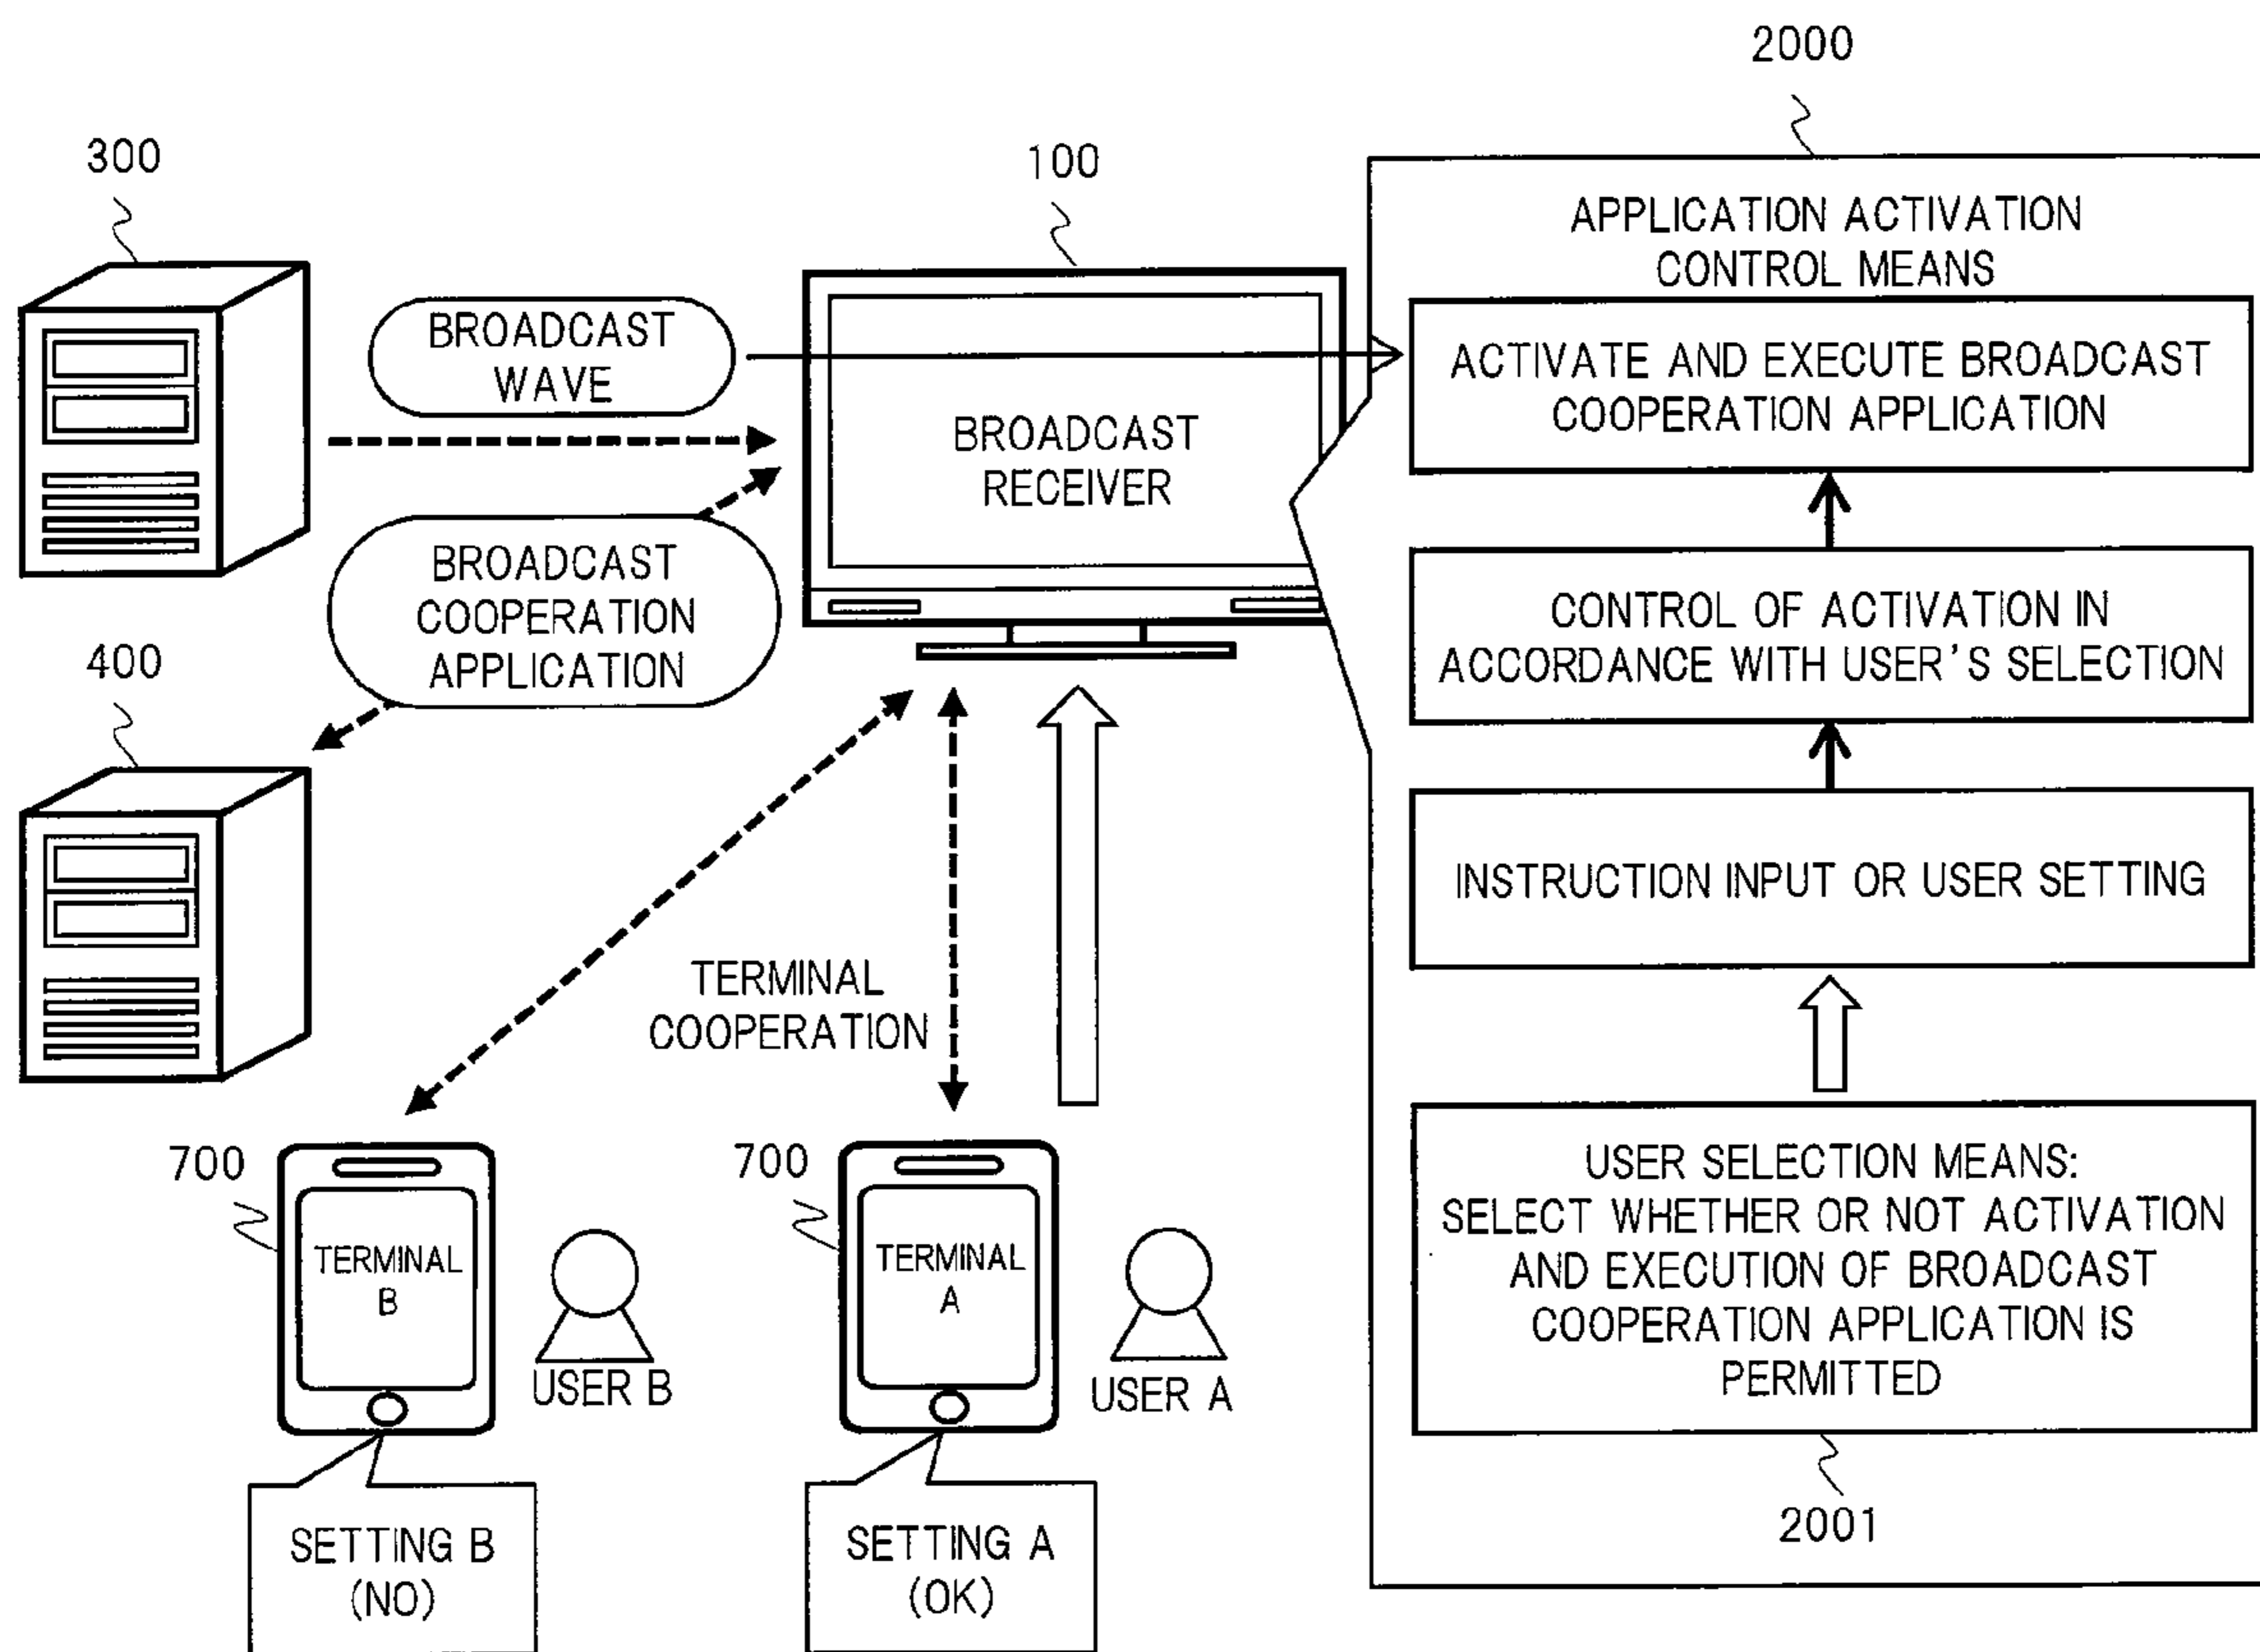 2000
300
100
APPLICATION ACTIVATION
CONTROL MEANS
BROADCAST
WAVE
BROADCAST
RECEIVER
ACTIVATE AND EXECUTE BROADCAST
COOPERATION APPLICATION
BROADCAST
COOPERATION
APPLICATION
CONTROL OF ACTIVATION IN
ACCORDANCE WITH USER'S SELECTION
400
INSTRUCTION INPUT OR USER SETTING
TERMINAL
COOPERATION
700
TERMINAL
B
USER B
700
TERMINAL
A
USER A
USER SELECTION MEANS:
SELECT WHETHER OR NOT ACTIVATION
AND EXECUTION OF BROADCAST
COOPERATION APPLICATION IS
PERMITTED
2001
SETTING B
(NO)
SETTING A
(OK)